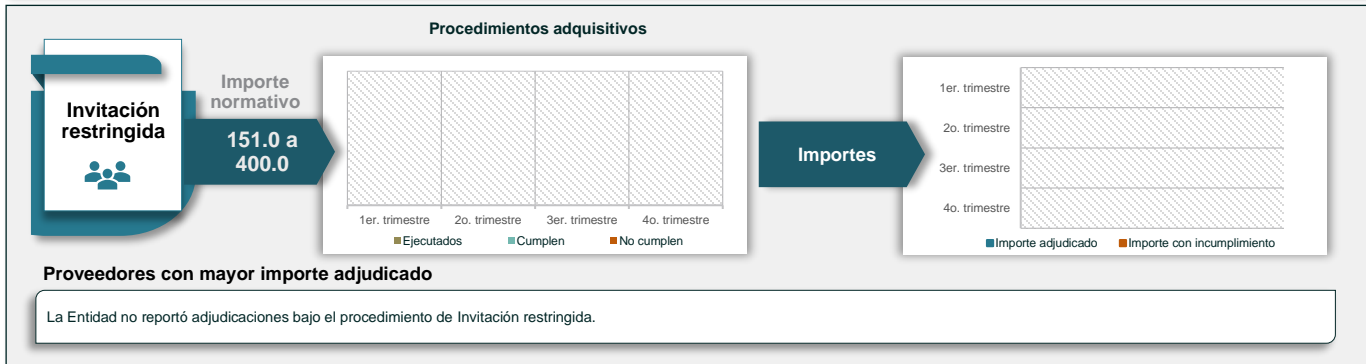 Procedimientos adquisitivos
Invitación
restringida
Importe
normativo
151.0 a
400.0
1er. trimestre
2o. trimestre
3er. trimestre
4o. trimestre
Ejecutados
Cumplen
No cumplen
Importes
1er. trimestre
2o. trimestre
3er. trimestre
4o. trimestre
Importe adjudicado
Importe con incumplimiento
Proveedores con mayor importe adjudicado
La Entidad no reportó adjudicaciones bajo el procedimiento de Invitación restringida.